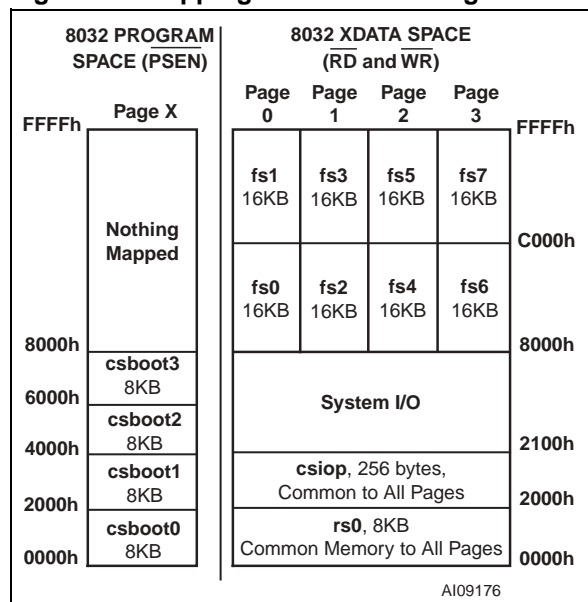 8032 PROGRAM
SPACE (PSEN)
8032 XDATA SPACE
(RD and WR)
Page X
Page
0
Page
1
Page
2
Page
3
FFFFh
FFFFh
fs1
16KB
fs3
16KB
fs5
16KB
fs7
16KB
Nothing
Mapped
C000h
fs0
16KB
fs2
16KB
fs4
16KB
fs6
16KB
8000h
8000h
csboot3
8KB
6000h
System I/O
csboot2
8KB
4000h
2100h
csboot1
8KB
csiop, 256 bytes,
Common to All Pages
2000h
2000h
csboot0
8KB
rs0, 8KB
Common Memory to All Pages
0000h
0000h
AI09176